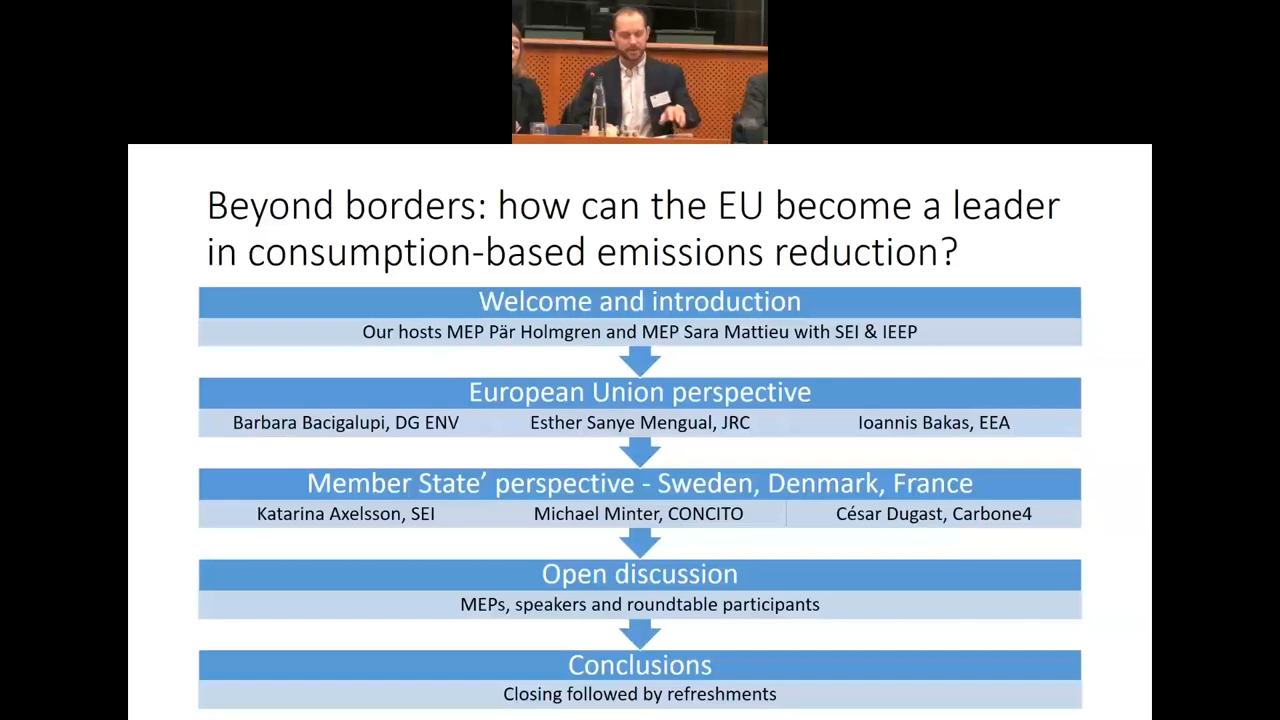 Beyond borders: how can the EU become a leader
in consumption-based emissions reduction?
Welcome and introduction
Our hosts MEP Pär Holmgren and MEP Sara Mattieu with SEI & IEEP
European Union perspective
Barbara Bacigalupi, DG ENV
Esther Sanye Mengual, JRC
Ioannis Bakas, EEA
Member State’ perspective - Sweden, Denmark, France
Katarina Axelsson, SEI
Michael Minter, CONCITO
César Dugast, Carbone4
Open discussion
MEPs, speakers and roundtable participants
Conclusions
Closing followed by refreshments